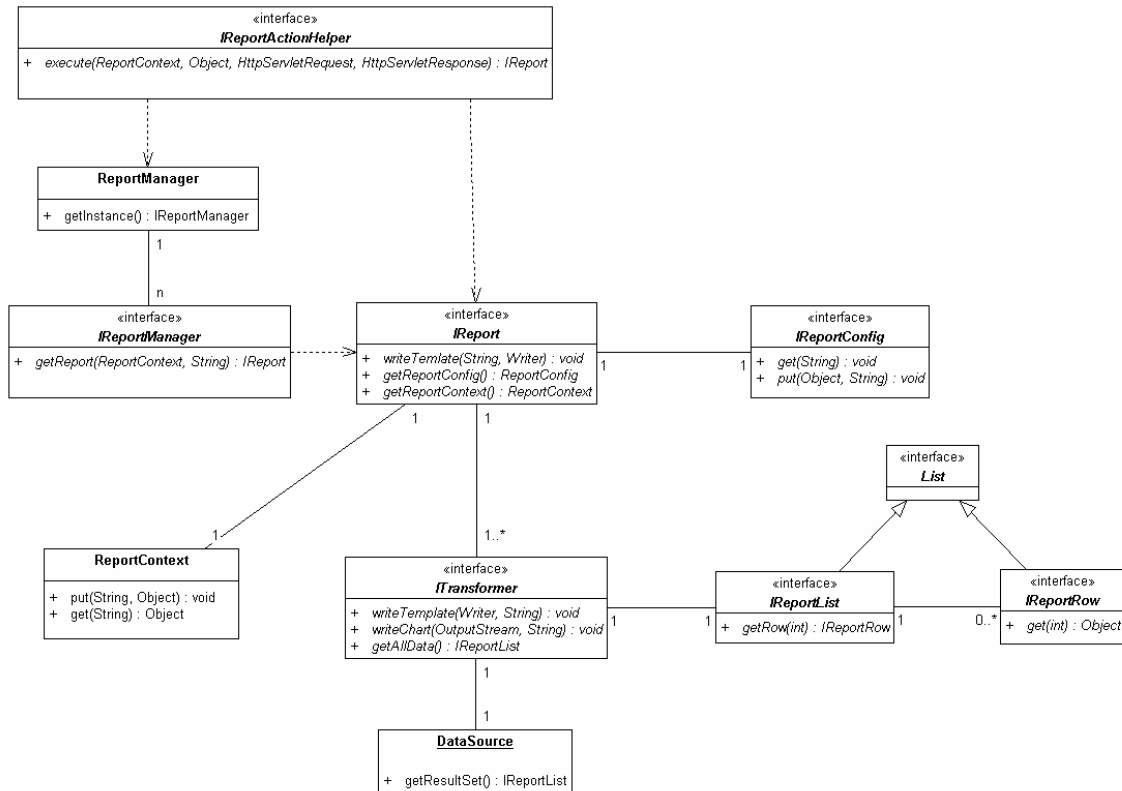 «interface»
IReportActionHelper
+ execute(ReportContext, Object, HttpServletRequest, HttpServletResponse) : IReport
ReportManager
+ getInstance() : IReportManager
1
n
«interface»
IReportManager
+ getReport(ReportContext, String) : IReport
«interface»
IReport
+ writeTemlate(String, Writer) : void
+ getReportConfig() : ReportConfig
+ getReportContext() : ReportContext
1
1
«interface»
IReportConfig
+ get(String) : void
+ put(Object, String) : void
1
1
«interface»
List
1
1..*
ReportContext
+ put(String, Object) : void
+ get(String) : Object
«interface»
ITransformer
+ writeTemplate(Writer, String) : void
+ writeChart(OutputStream, String) : void
+ getAllData() : IReportList
1
1
«interface»
IReportList
+ getRow(int) : IReportRow
1
0..*
«interface»
IReportRow
+ get(int) : Object
1
1
DataSource
+ getResultSet() : IReportList